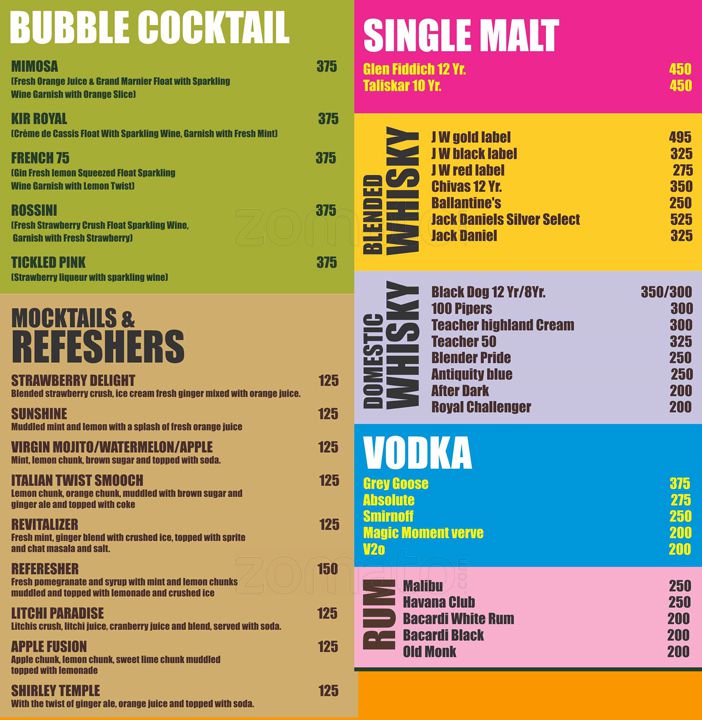 BUBBLE COCKTAIL
MIMOSA 375
(Fresh Orange Juice & Grand Marnier Float with Sparkling
Wine Garnish with Orange Slice)
KIR ROYAL 375
(Crème de Cassis Float With Sparkling Wine, Garnish with Fresh Mint)
FRENCH 75 375
(Gin Fresh lemon Squeezed Float Sparkling
Wine Garnish with Lemon Twist)
ROSSINI 375
(Fresh Strawberry Crush Float Sparkling Wine,
Garnish with Fresh Strawberry)
TICKLED PINK 375
(Strawberry liqueur with sparkling wine)
MOCKTAILS &
REFESHERS
STRAWBERRY DELIGHT 125
Blended strawberry crush, ice cream fresh ginger mixed with orange juice.
SUNSHINE 125
Muddled mint and lemon with a splash of fresh orange juice
VIRGIN MOJITO/WATERMELON/APPLE 125
Mint, lemon chunk, brown sugar and topped with soda.
ITALIAN TWIST SMOOCH 125
Lemon chunk, orange chunk, muddled with brown sugar and
ginger ale and topped with coke
REVITALIZER 125
Fresh mint, ginger blend with crushed ice, topped with sprite
and chat masala and salt.
REFERESHER 150
Fresh pomegranate and syrup with mint and lemon chunks
muddled and topped with lemonade and crushed ice
LITCHI PARADISE 125
Litchis crush, litchi juice, cranberry juice and blend, served with soda.
APPLE FUSION 125
Apple chunk, lemon chunk, sweet lime chunk muddled
topped with lemonade
SHIRLEY TEMPLE 125
With the twist of ginger ale, orange juice and topped with soda.
SINGLE MALT
Glen Fiddich 12 Yr. 450
Taliskar 10 Yr. 450
BLENDED
WHISKY
J W gold label 495
J W black label 325
J W red label 275
Chivas 12 Yr. 350
Ballantine's 250
Jack Daniels Silver Select 525
Jack Daniel 325
DOMESTIC
WHISKY
Black Dog 12 Yr/8Yr. 350/300
100 Pipers 300
Teacher highland Cream 300
Teacher 50 325
Blender Pride 250
Antiquity blue 250
After Dark 200
Royal Challenger 200
VODKA
Grey Goose 375
Absolute 275
Smirnoff 250
Magic Moment verve 200
V2o 200
RUM
Malibu 250
Havana Club 250
Bacardi White Rum 200
Bacardi Black 200
Old Monk 200
zomato
zomato.com